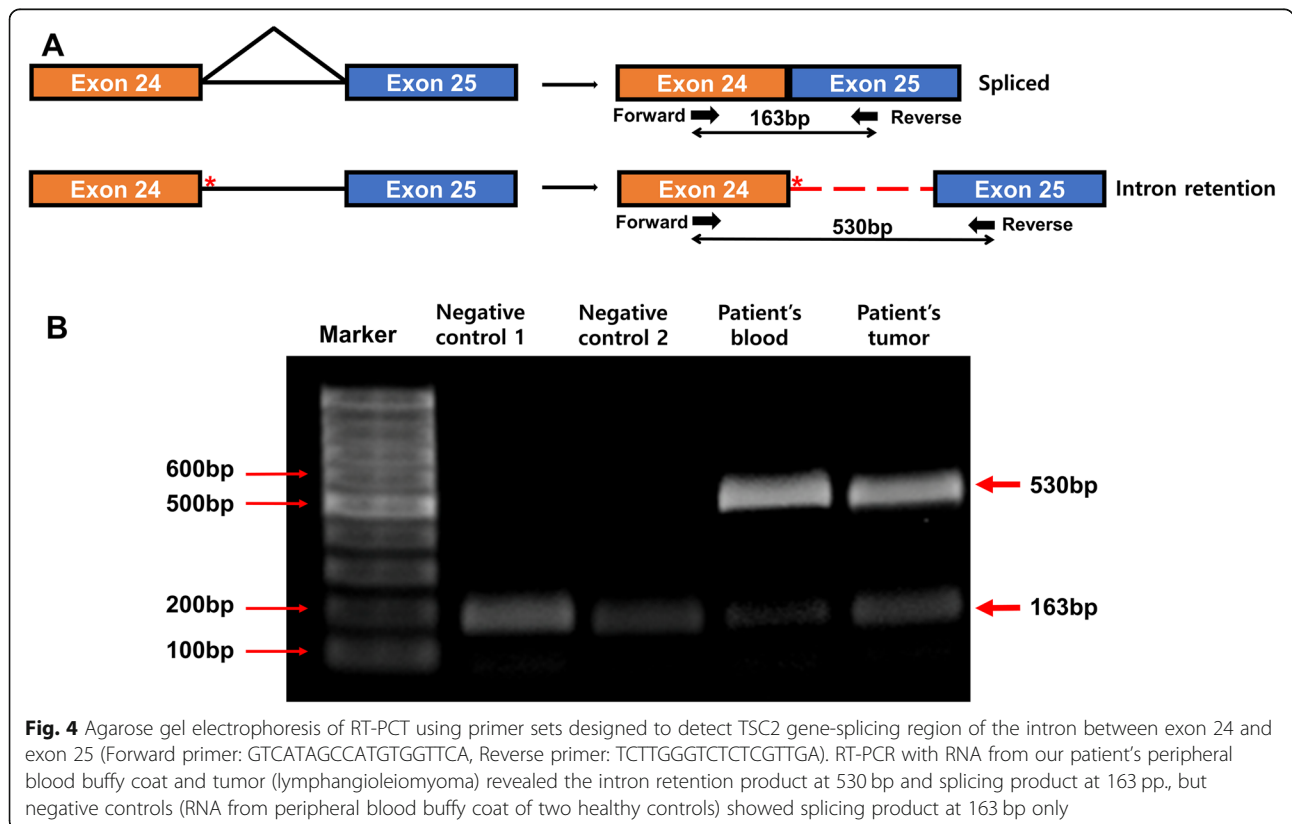 A
Exon 24 Exon 25 Exon 24 Exon 25 Spliced
Forward 163bp Reverse
* *
Exon 24 Exon 25 Exon 24 Exon 25 Intron retention
Forward Reverse
530bp
B
Marker Negative control 1 Negative control 2 Patient's blood Patient's tumor
600bp
530bp
500bp
200bp 163bp
100bp
Fig. 4 Agarose gel electrophoresis of RT-PCT using primer sets designed to detect TSC2 gene-splicing region of the intron between exon 24 and
exon 25 (Forward primer: GTCATAGCCATGTGGTTCA, Reverse primer: TCTTGGGTCTCTCGTTGA). RT-PCR with RNA from our patient's peripheral
blood buffy coat and tumor (lymphangioleiomyoma) revealed the intron retention product at 530 bp and splicing product at 163 pp., but
negative controls (RNA from peripheral blood buffy coat of two healthy controls) showed splicing product at 163 bp only